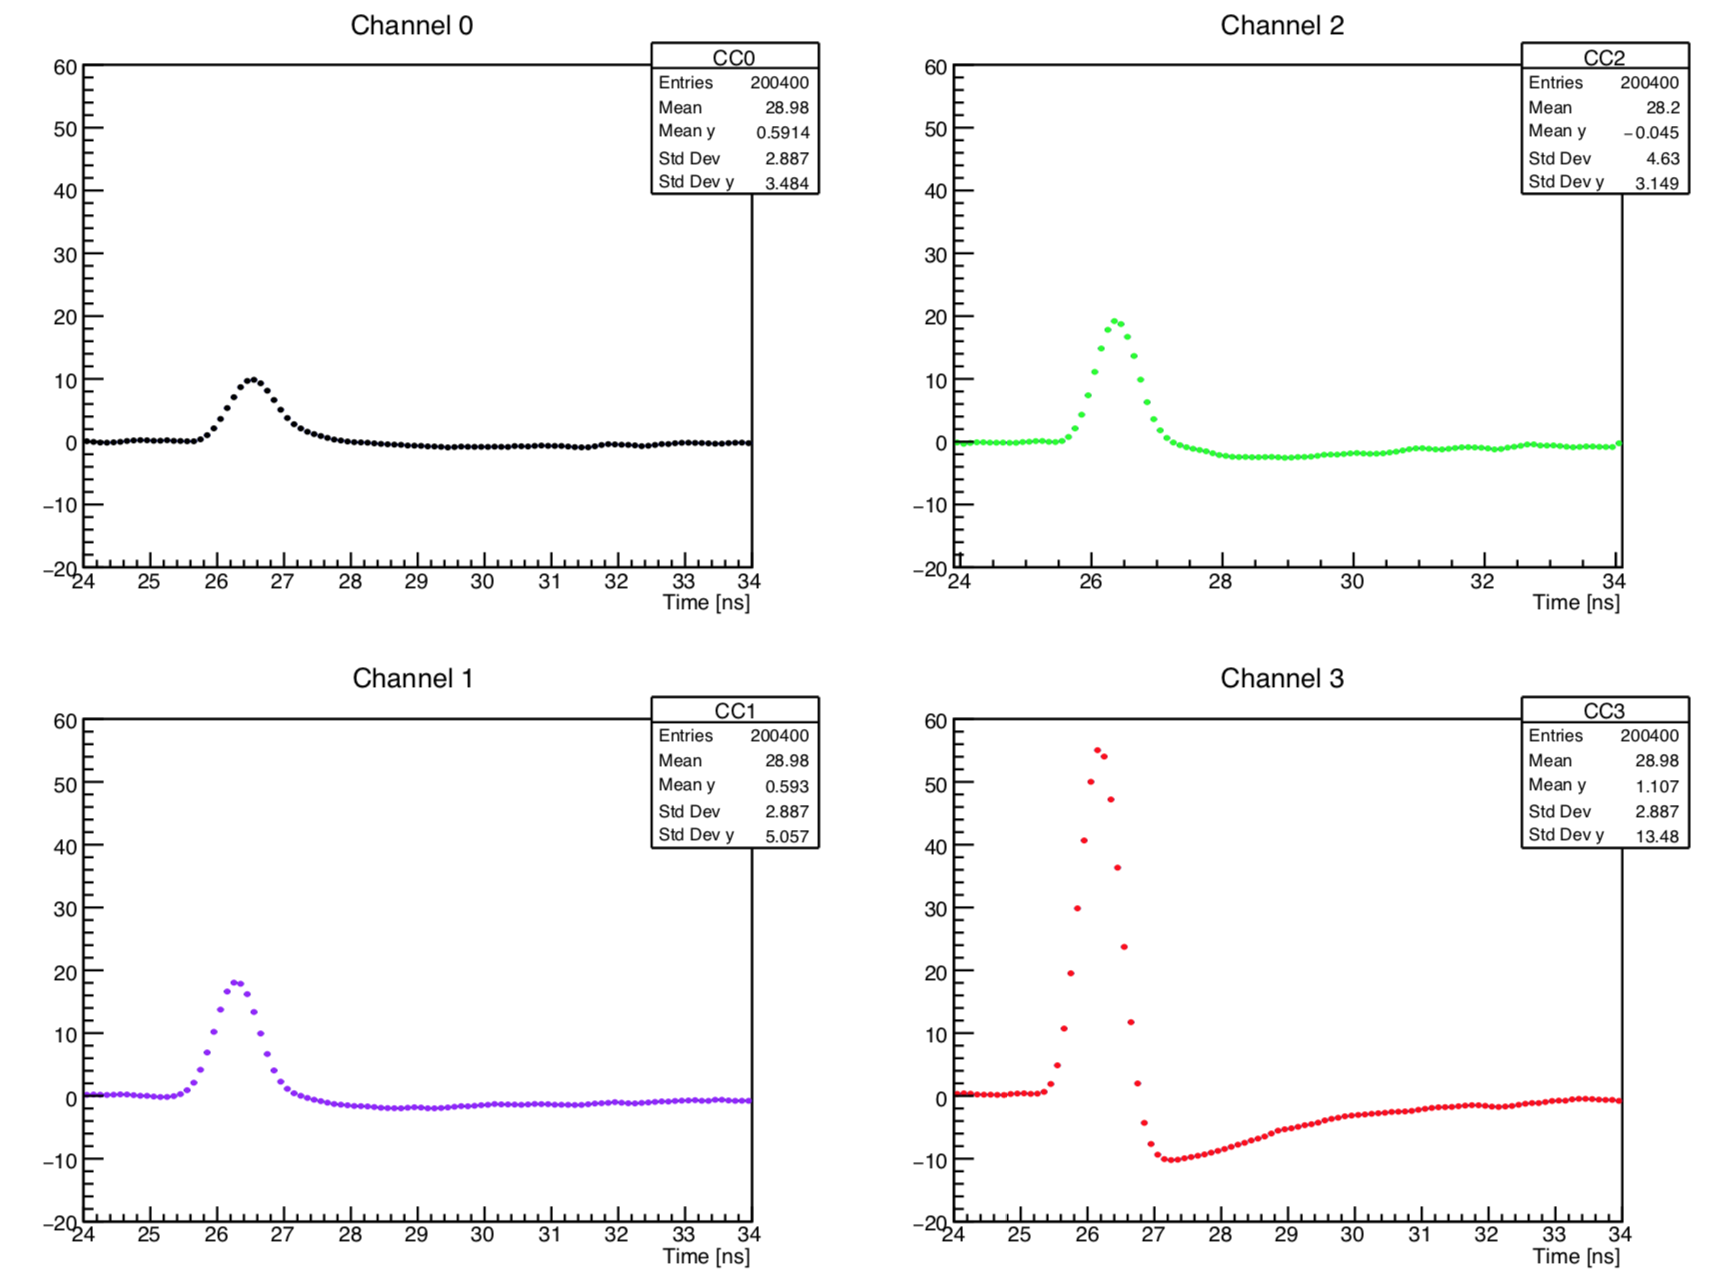 Channel 0
CC0
Entries 200400
Mean 28.98
Mean y 0.5914
Std Dev 2.887
Std Dev y 3.484
60
50
40
30
20
10
0
−10
−20
24 25 26 27 28 29 30 31 32 33 34
Time [ns]
Channel 2
CC2
Entries 200400
Mean 28.2
Mean y −0.045
Std Dev 4.63
Std Dev y 3.149
60
50
40
30
20
10
0
−10
−20
24 26 28 30 32 34
Time [ns]
Channel 1
CC1
Entries 200400
Mean 28.98
Mean y 0.593
Std Dev 2.887
Std Dev y 5.057
60
50
40
30
20
10
0
−10
−20
24 25 26 27 28 29 30 31 32 33 34
Time [ns]
Channel 3
CC3
Entries 200400
Mean 28.98
Mean y 1.107
Std Dev 2.887
Std Dev y 13.48
60
50
40
30
20
10
0
−10
−20
24 25 26 27 28 29 30 31 32 33 34
Time [ns]